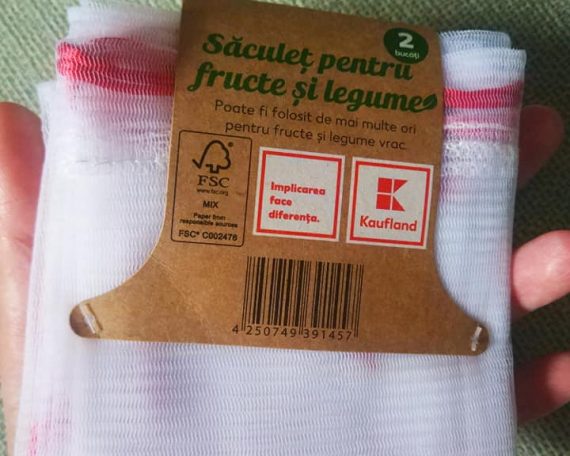 Săculeț pentru
fructe și legume
2
bucăți
Poate fi folosit de mai multe ori
pentru fructe și legume vrac.
FSC
www.fsc.org
MIX
Paper from
responsible sources
FSC® C002476
Implicarea
face
diferența.
K
Kaufland
4 250749 391457